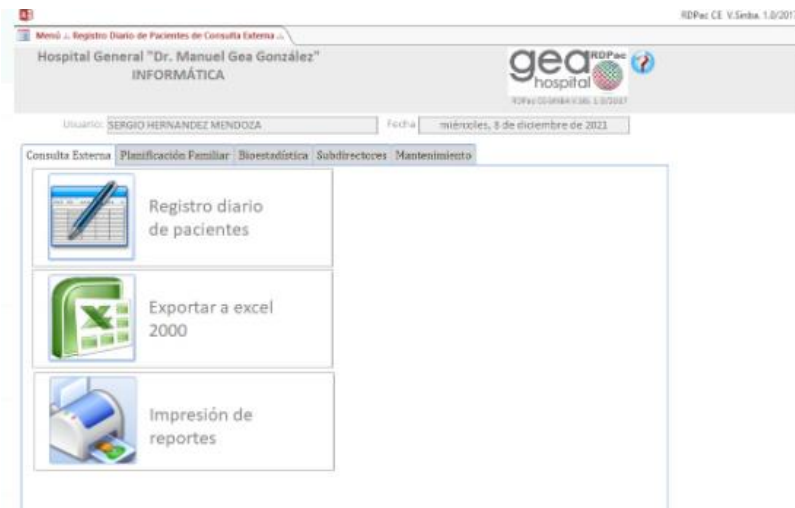 RDPac CE V.Simba. 1.0/2017
Menú .:. Registro Diario de Pacientes de Consulta Externa .:.
Hospital General "Dr. Manuel Gea González"
INFORMÁTICA
gea
hospital
RDPac
Usuario: SERGIO HERNANDEZ MENDOZA
Fecha miércoles, 8 de diciembre de 2021
Consulta Externa Planificación Familiar Bioestadística Subdirectores Mantenimiento
Registro diario
de pacientes
Exportar a excel
2000
Impresión de
reportes